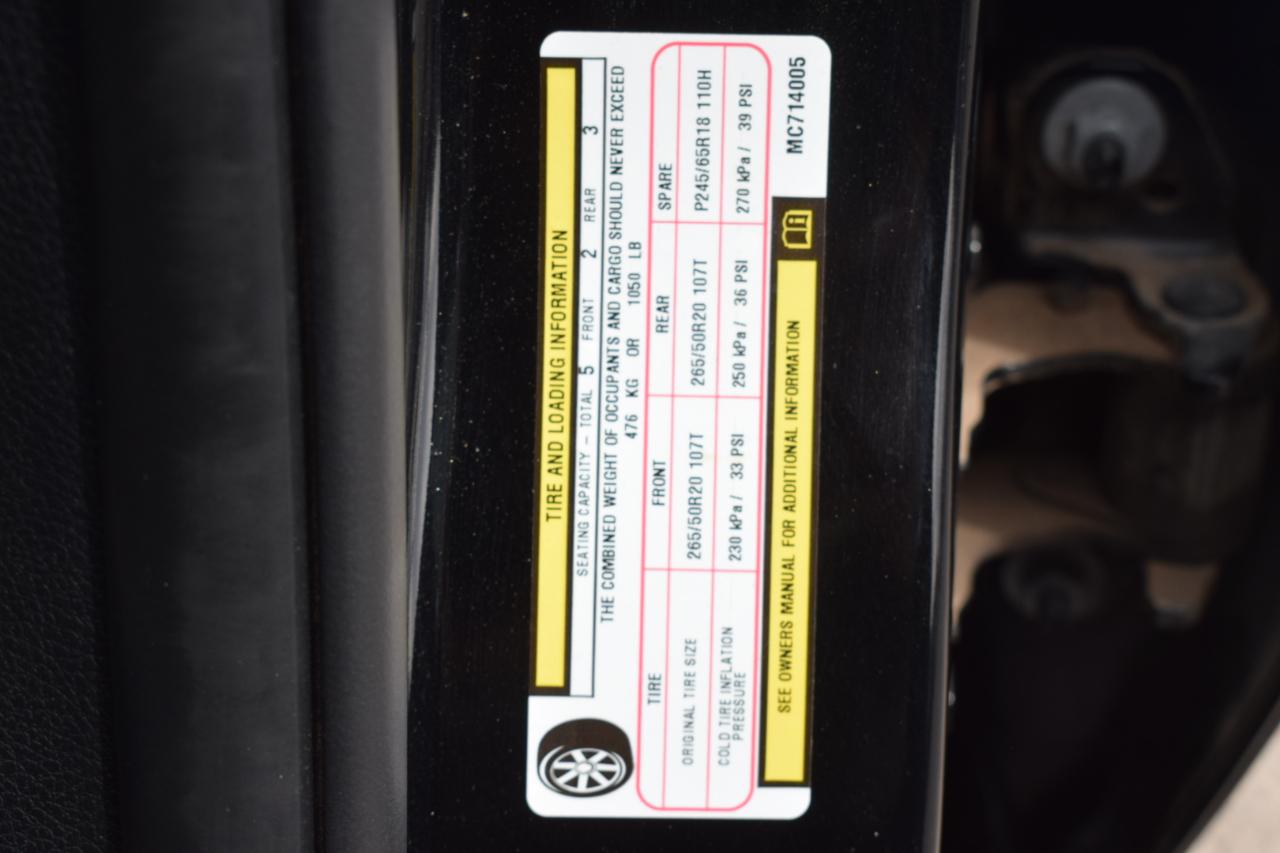 TIRE AND LOADING INFORMATION
SEATING CAPACITY – TOTAL 5 FRONT 2 REAR 3
THE COMBINED WEIGHT OF OCCUPANTS AND CARGO SHOULD NEVER EXCEED
476 KG OR 1050 LB
TIRE FRONT REAR SPARE
ORIGINAL TIRE SIZE 265/50R20 107T 265/50R20 107T P245/65R18 110H
COLD TIRE INFLATION PRESSURE 230 kPa / 33 PSI 250 kPa / 36 PSI 270 kPa / 39 PSI
SEE OWNERS MANUAL FOR ADDITIONAL INFORMATION
MC714005